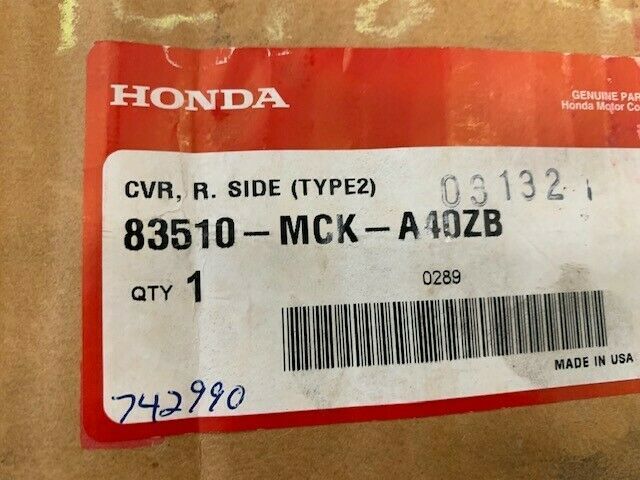 HONDA
GENUINE PAR
Honda Motor Co
CVR, R. SIDE (TYPE2)
83510-MCK-A40ZB
QTY 1
0289
MADE IN USA
742990